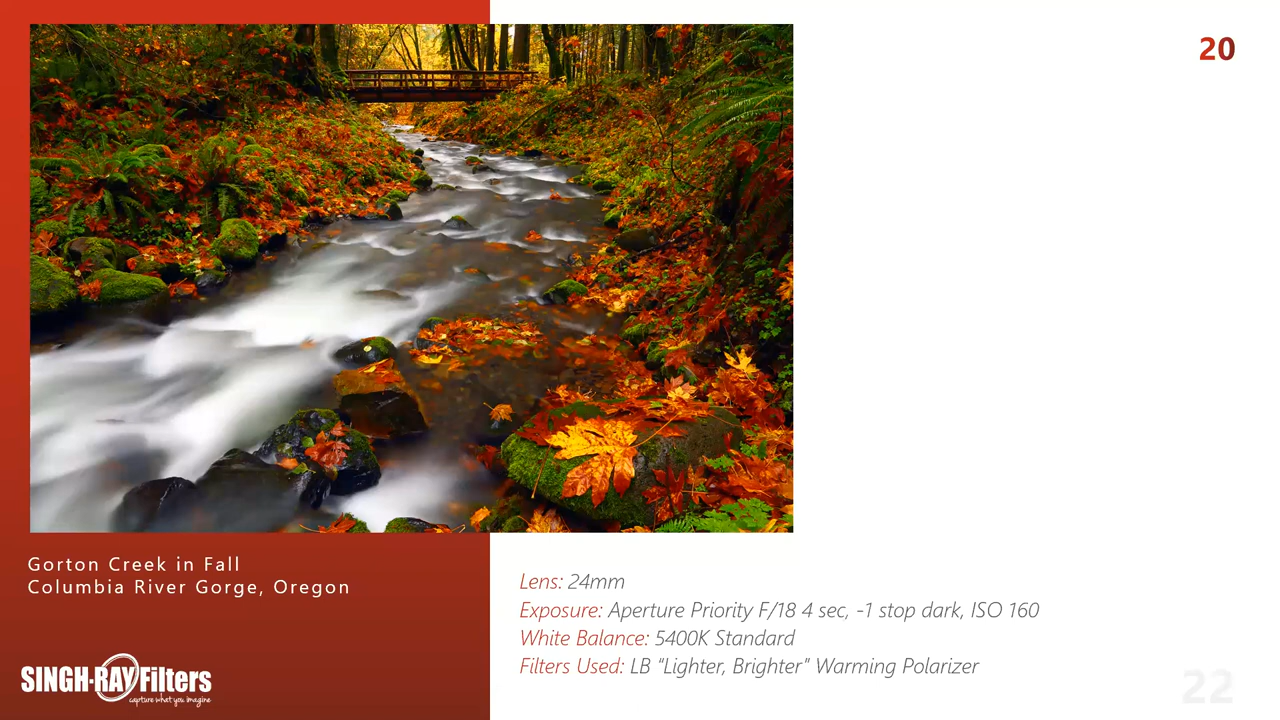 20
Gorton Creek in Fall
Columbia River Gorge, Oregon
Lens: 24mm
Exposure: Aperture Priority F/18 4 sec, -1 stop dark, ISO 160
White Balance: 5400K Standard
Filters Used: LB "Lighter, Brighter" Warming Polarizer
SINGH-RAY Filters
capture what you imagine
22